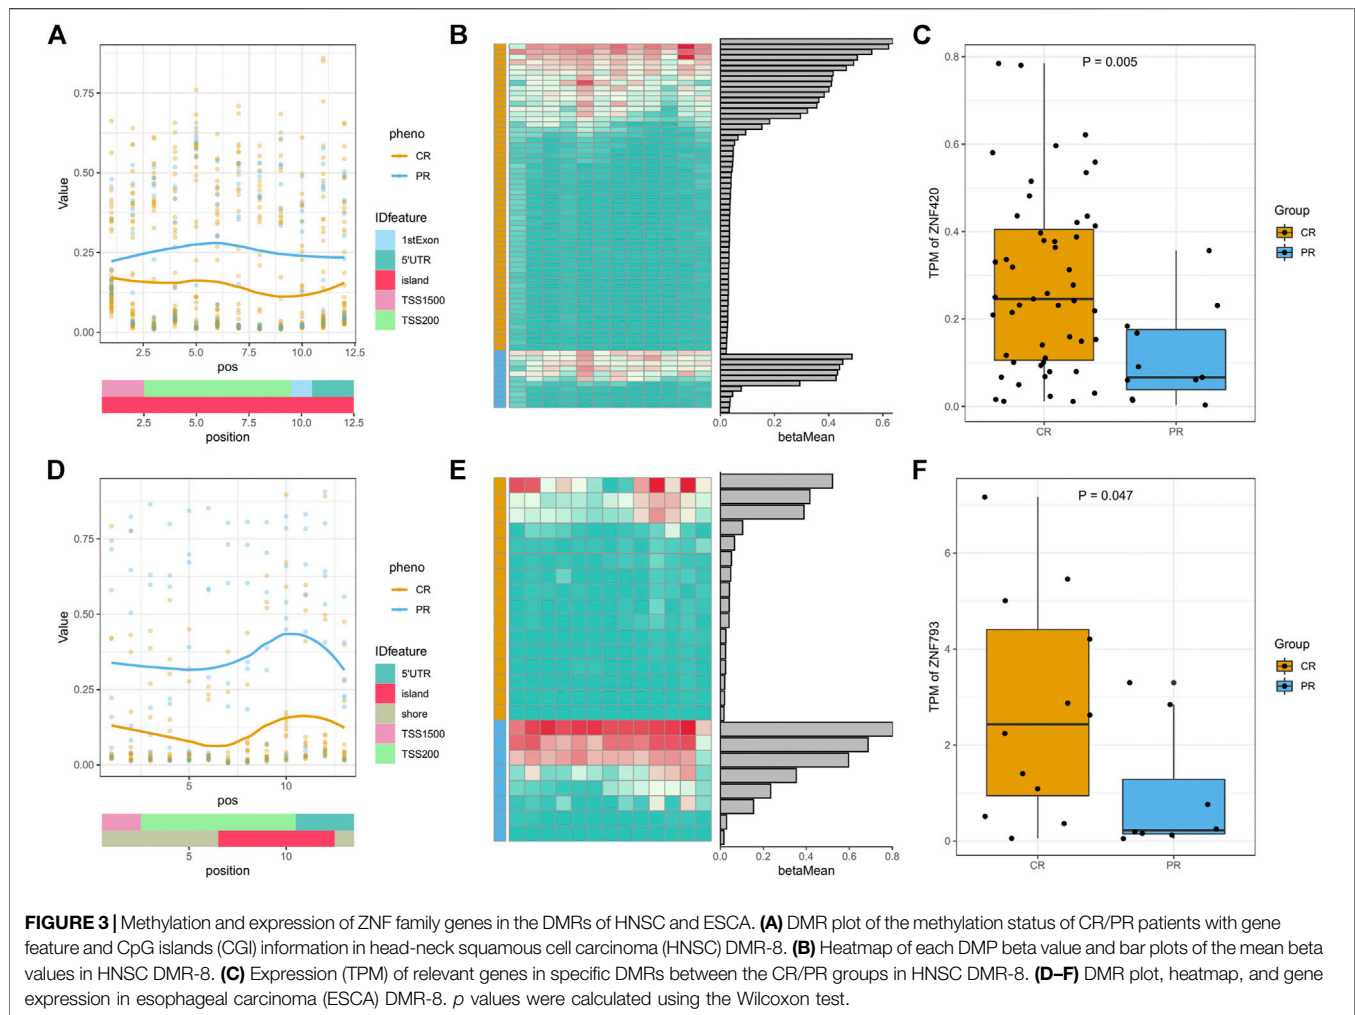 A
Value
0.75
0.50
0.25
0.00
2.5
5.0
7.5
10.0
12.5
pos
2.5
5.0
7.5
10.0
12.5
position
pheno
CR
PR
IDfeature
1stExon
5'UTR
island
TSS1500
TSS200
B
0.0
0.2
0.4
0.6
betaMean
C
P = 0.005
TPM of ZNF420
0.8
0.6
0.4
0.2
0.0
CR
PR
Group
CR
PR
D
Value
0.75
0.50
0.25
0.00
5
10
pos
5
10
position
pheno
CR
PR
IDfeature
5'UTR
island
shore
TSS1500
TSS200
E
0.0
0.2
0.4
0.6
0.8
betaMean
F
P = 0.047
TPM of ZNF793
6
4
2
0
CR
PR
Group
CR
PR
FIGURE 3 | Methylation and expression of ZNF family genes in the DMRs of HNSC and ESCA. (A) DMR plot of the methylation status of CR/PR patients with gene
feature and CpG islands (CGI) information in head-neck squamous cell carcinoma (HNSC) DMR-8. (B) Heatmap of each DMP beta value and bar plots of the mean beta
values in HNSC DMR-8. (C) Expression (TPM) of relevant genes in specific DMRs between the CR/PR groups in HNSC DMR-8. (D–F) DMR plot, heatmap, and gene
expression in esophageal carcinoma (ESCA) DMR-8. p values were calculated using the Wilcoxon test.